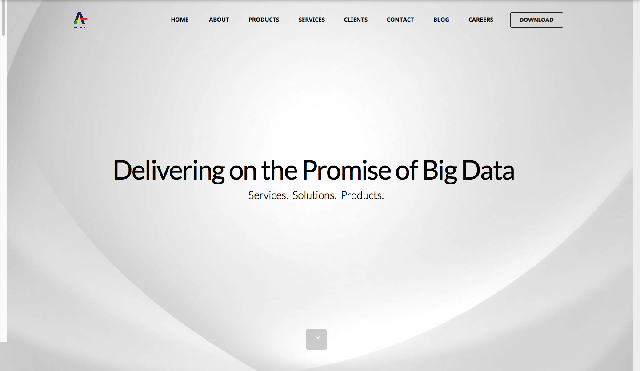 HOME ABOUT PRODUCTS SERVICES CLIENTS CONTACT BLOG CAREERS DOWNLOAD
Delivering on the Promise of Big Data
Services. Solutions. Products.